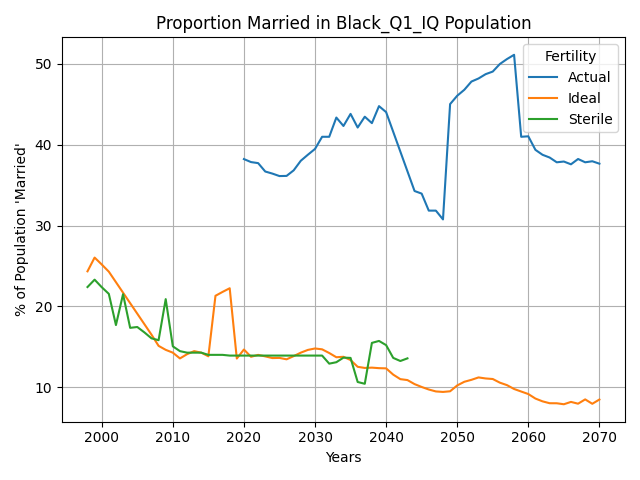 Proportion Married in Black_Q1_IQ Population
Fertility
Actual
Ideal
Sterile
% of Population 'Married'
50
40
30
20
10
2000 2010 2020 2030 2040 2050 2060 2070
Years